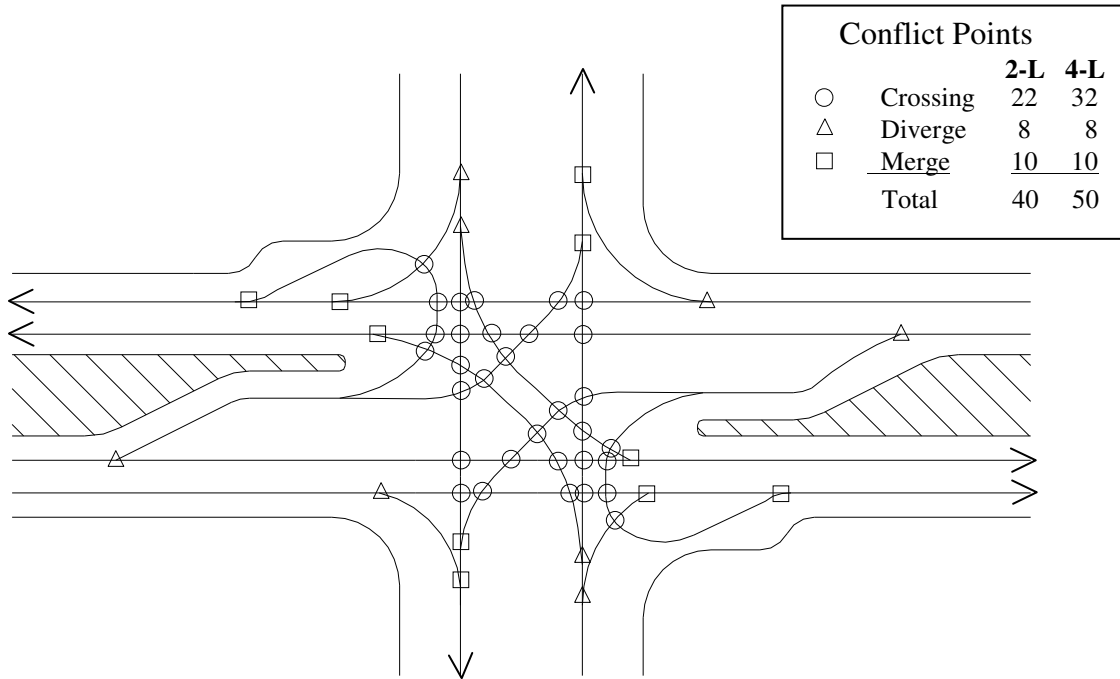 Conflict Points
2-L 4-L
Crossing 22 32
Diverge 8 8
Merge 10 10
Total 40 50